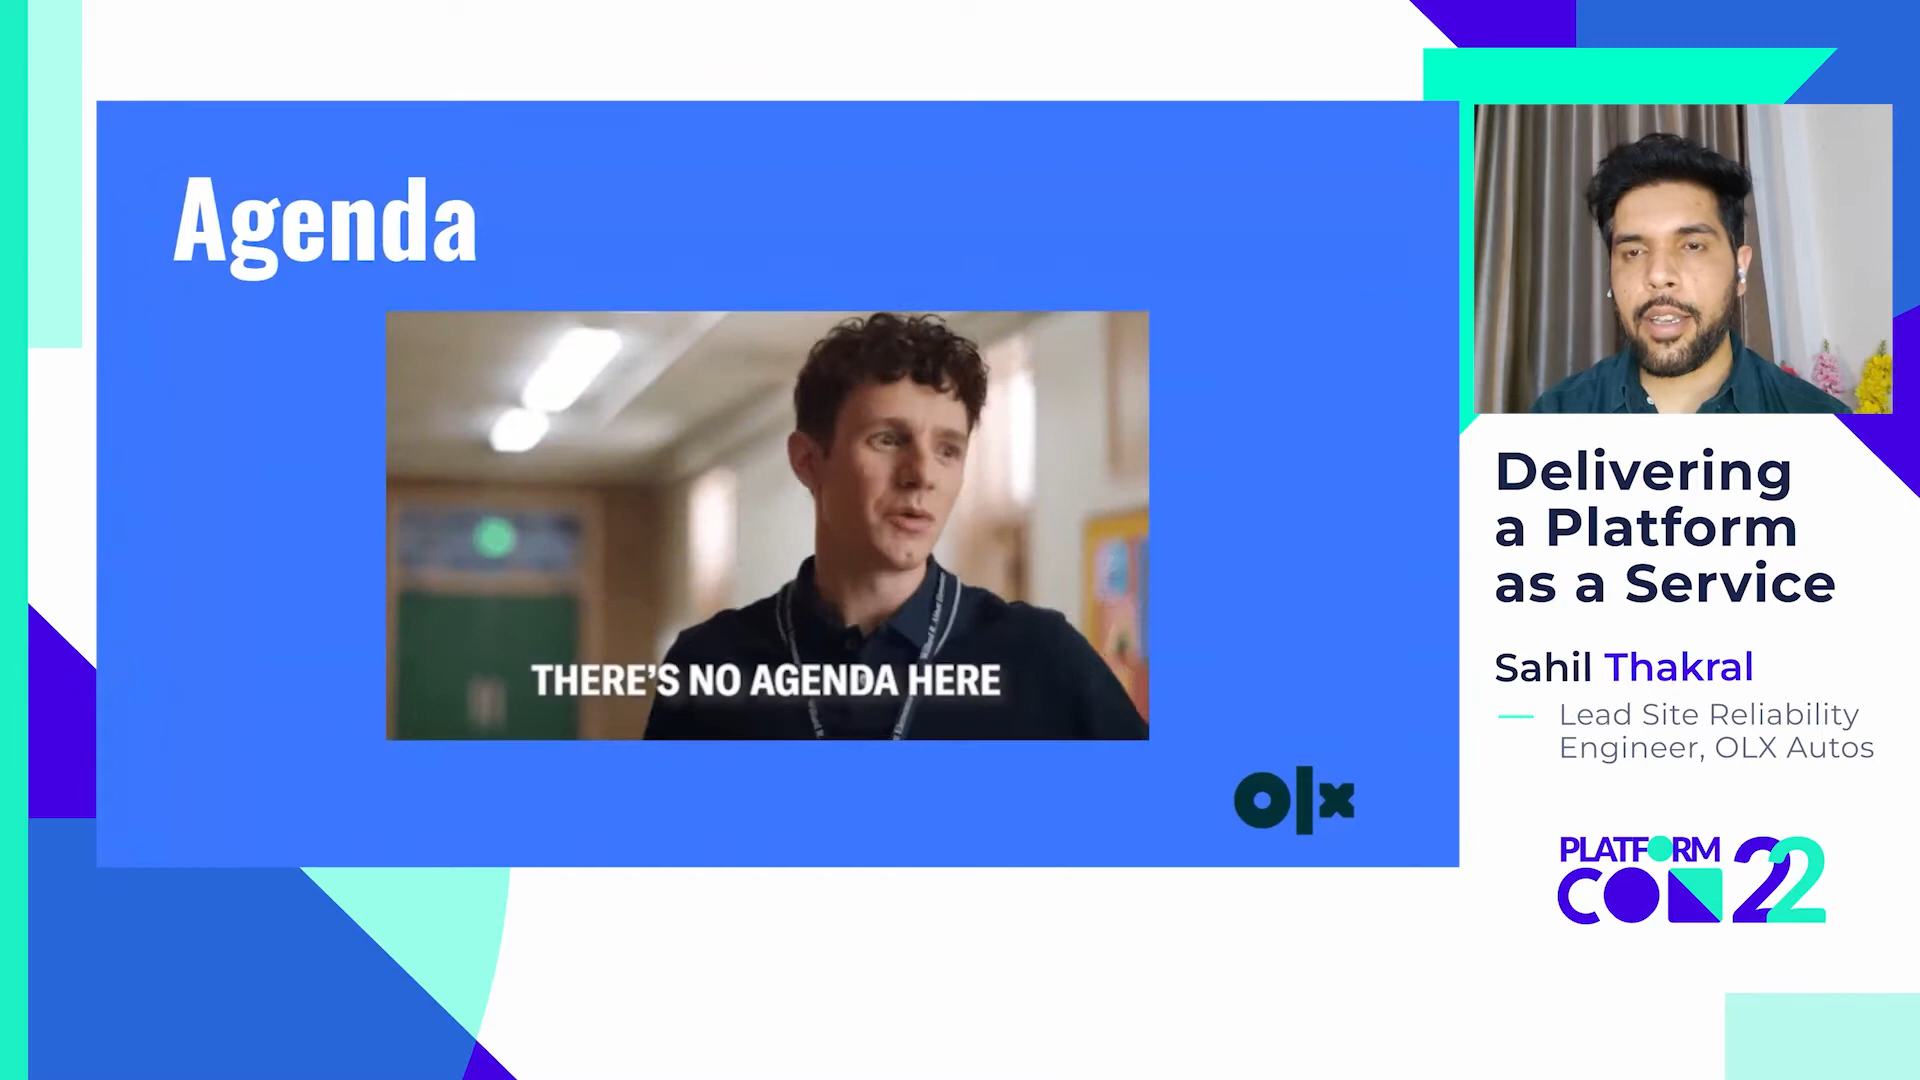 Agenda
THERE'S NO AGENDA HERE
olx
Delivering
a Platform
as a Service
Sahil Thakral
— Lead Site Reliability
Engineer, OLX Autos
PLATFORM
CON 22